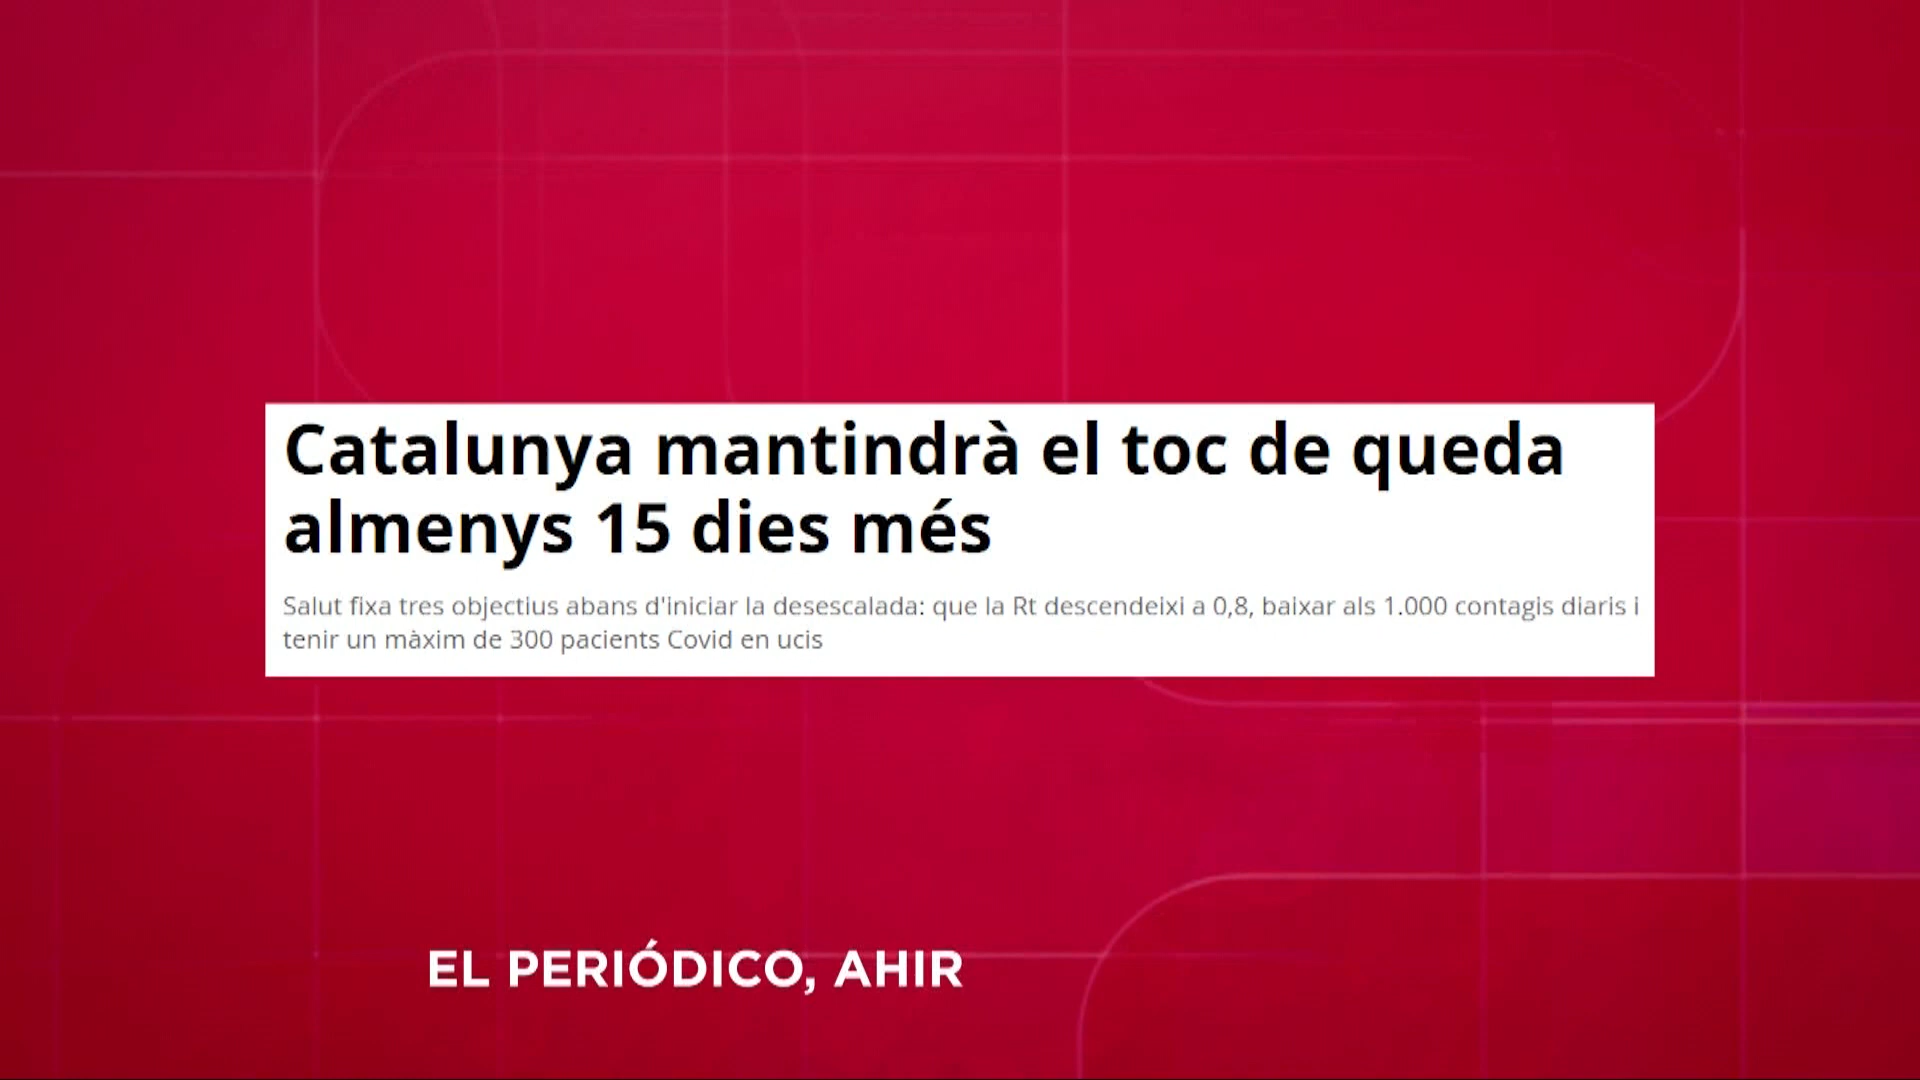 Catalunya mantindrà el toc de queda
almenys 15 dies més
Salut fixa tres objectius abans d'iniciar la desescalada: que la Rt descendeixi a 0,8, baixar als 1.000 contagis diaris i
tenir un màxim de 300 pacients Covid en ucis
EL PERIÓDICO, AHIR